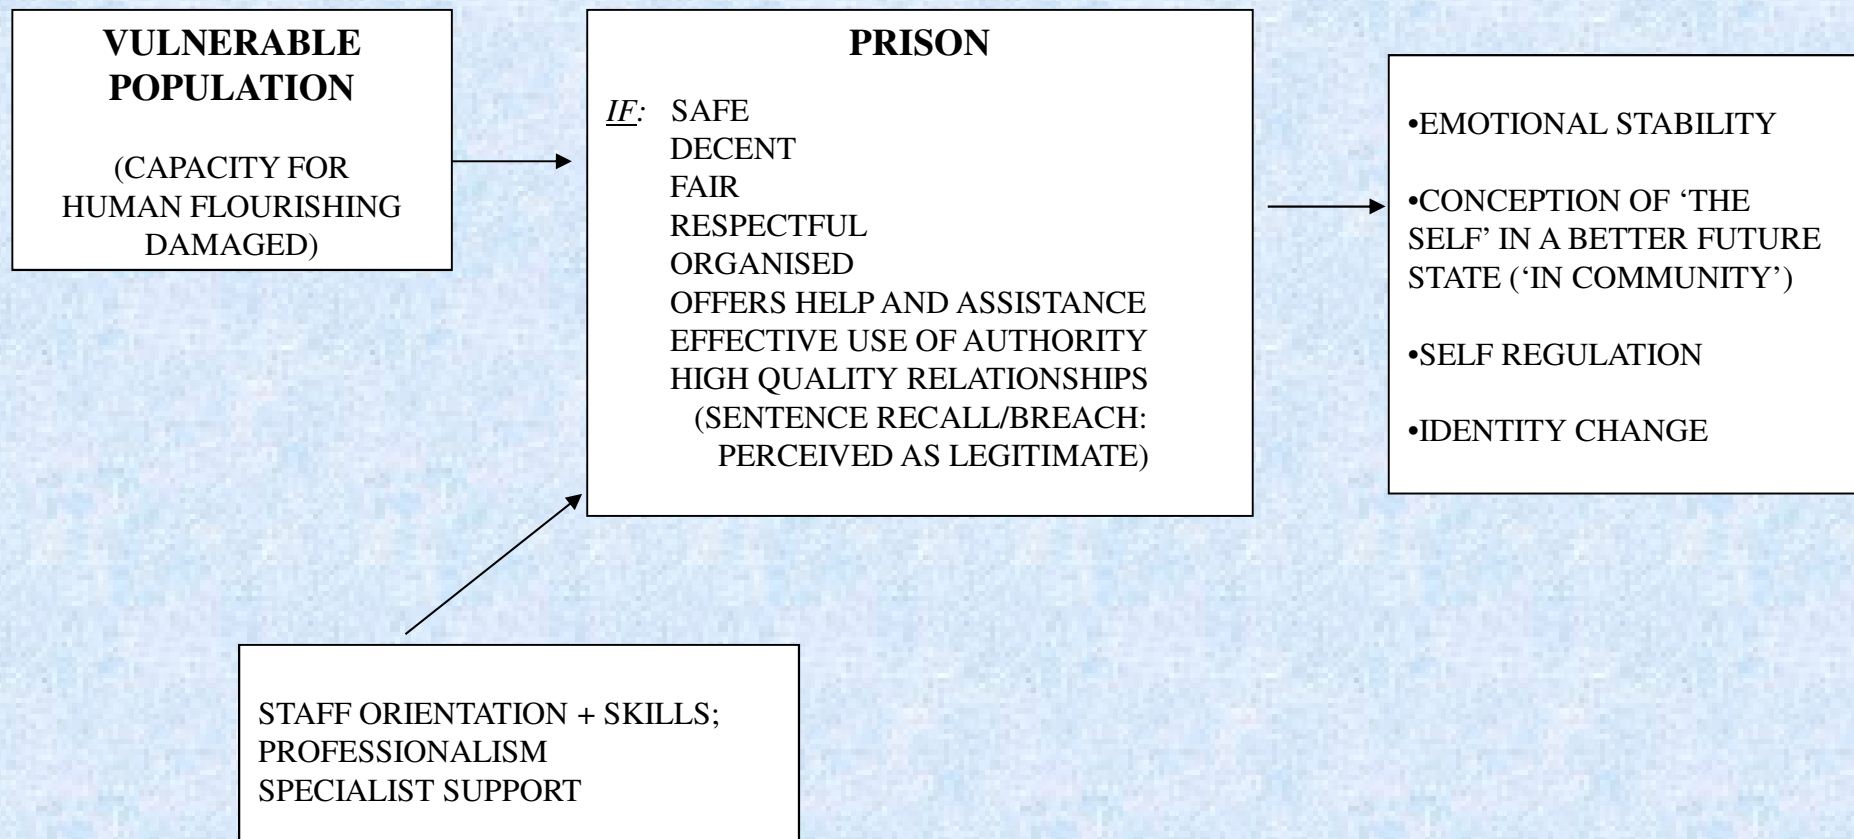 VULNERABLE
POPULATION
(CAPACITY FOR
HUMAN FLOURISHING
DAMAGED)
PRISON
IF: SAFE
DECENT
FAIR
RESPECTFUL
ORGANISED
OFFERS HELP AND ASSISTANCE
EFFECTIVE USE OF AUTHORITY
HIGH QUALITY RELATIONSHIPS
(SENTENCE RECALL/BREACH:
PERCEIVED AS LEGITIMATE)
•EMOTIONAL STABILITY
•CONCEPTION OF ‘THE
SELF’ IN A BETTER FUTURE
STATE (‘IN COMMUNITY’)
•SELF REGULATION
•IDENTITY CHANGE
STAFF ORIENTATION + SKILLS;
PROFESSIONALISM
SPECIALIST SUPPORT